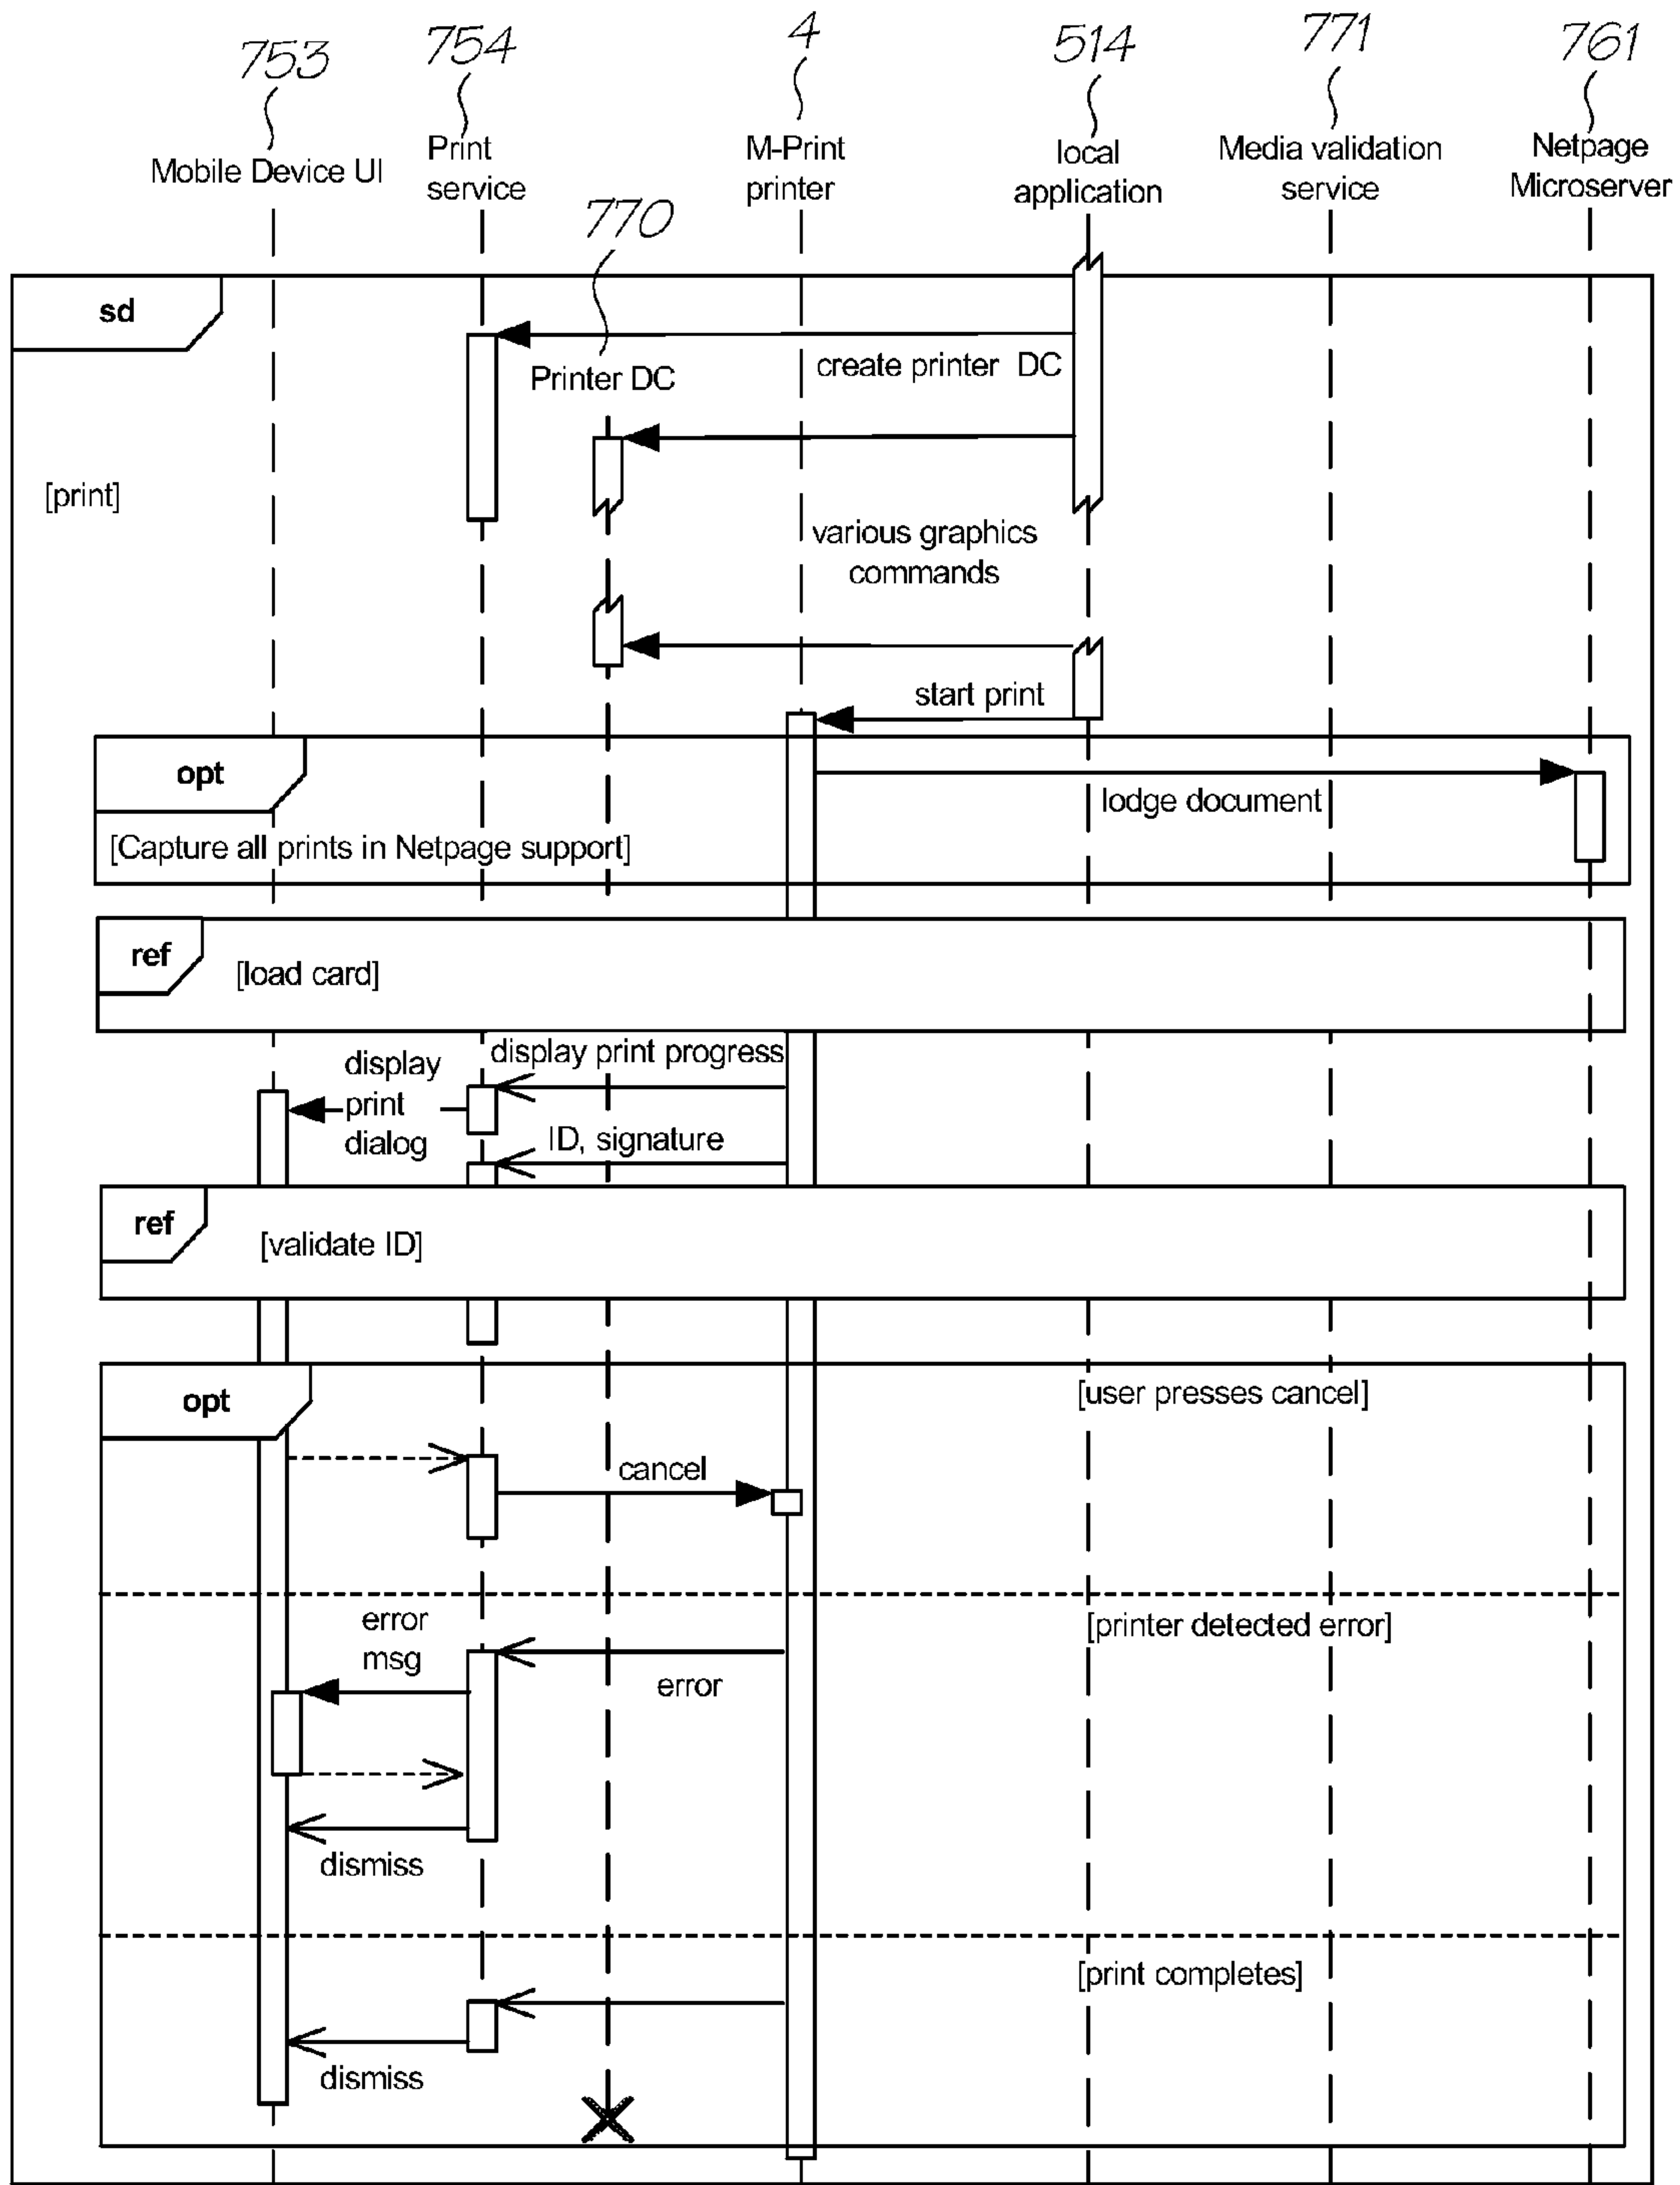 753
754
4
514
771
761
Mobile Device UI
Print
service
M-Print
printer
local
application
Media validation
service
Netpage
Microserver
770
sd
Printer DC
create printer DC
[print]
various graphics
commands
start print
opt
lodge document
[Capture all prints in Netpage support]
ref
[load card]
display print progress
display
print
dialog
ID, signature
ref
[validate ID]
opt
[user presses cancel]
cancel
error
msg
[printer detected error]
error
dismiss
[print completes]
dismiss